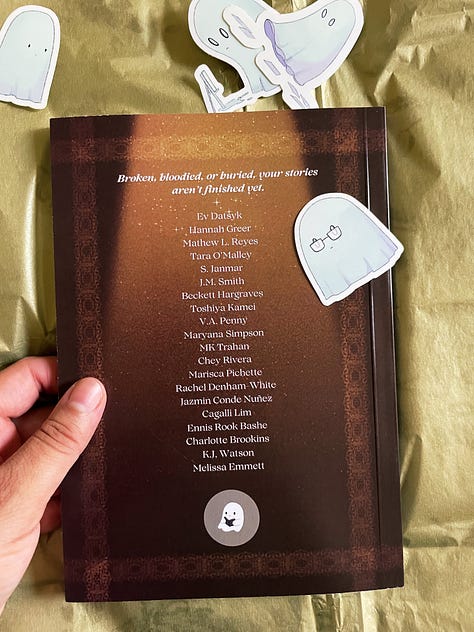 Broken, bloodied, or buried, your stories
aren't finished yet.
Ev Datsyk
Hannah Greer
Mathew L. Reyes
Tara O'Malley
S. Janmar
J.M. Smith
Beckett Hargraves
Toshiya Kamei
V.A. Penny
Maryana Simpson
MK Trahan
Chey Rivera
Marisca Pichette
Rachel Denham-White
Jazmin Conde Nuñez
Cagalli Lim
Ennis Rook Bashe
Charlotte Brookins
K.J. Watson
Melissa Emmett